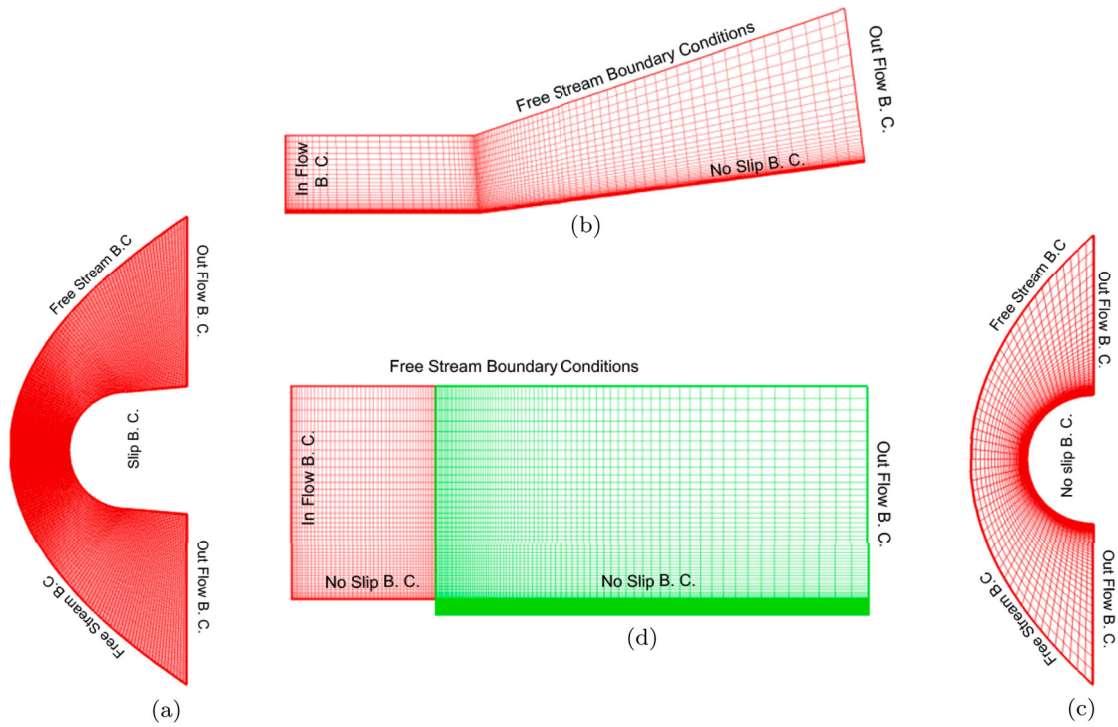 Free Stream Boundary Conditions
Out Flow B. C.
In Flow
B. C.
No Slip B. C.
(b)
Free Stream B.C
Out Flow B. C.
Slip B. C.
Out Flow B. C.
Free Stream B.C
(a)
Free Stream Boundary Conditions
In Flow B. C.
Out Flow B. C.
No Slip B. C.
No Slip B. C.
(d)
Free Stream B.C
Out Flow B. C.
No slip B. C.
Out Flow B. C.
Free Stream B.C
(c)